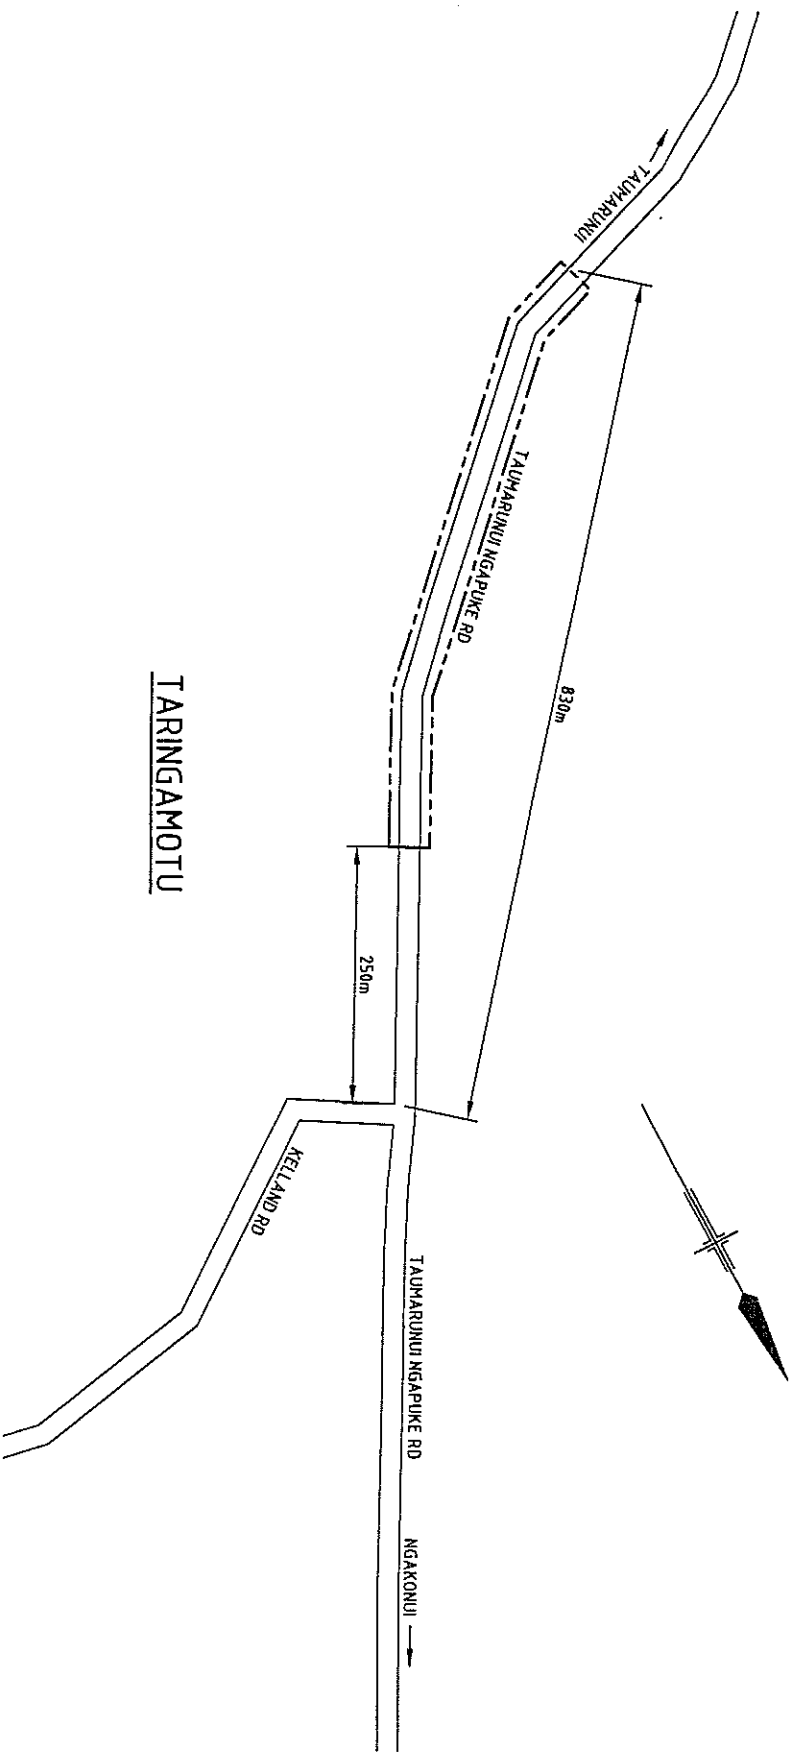 TAUMARUNUI
TAUMARUNUI NGAPUKE RD
830m
TARINGAMOTU
250m
KELLAND RD
TAUMARUNUI NGAPUKE RD
NGAKONUI